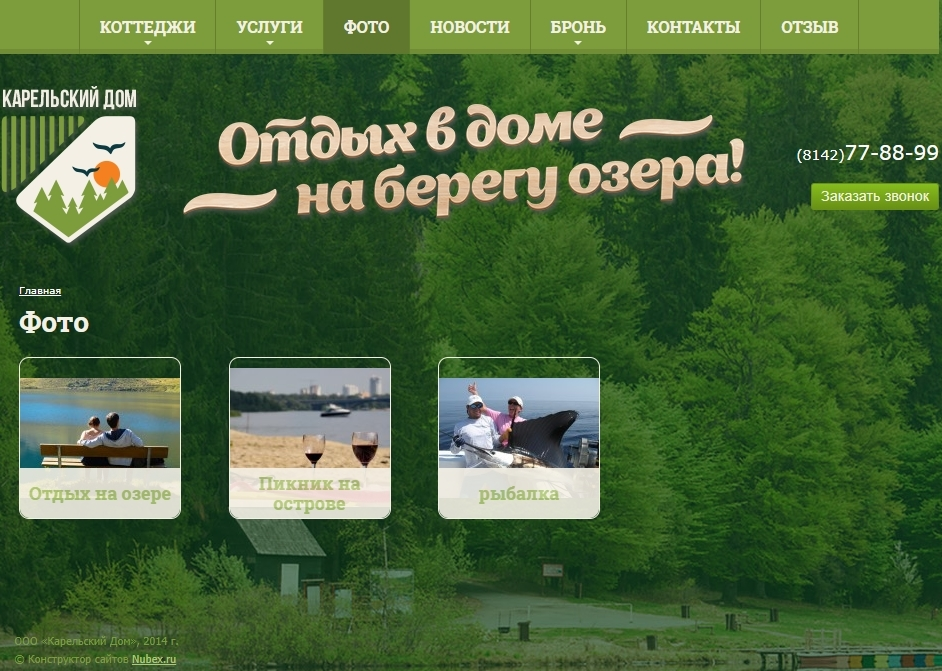 КОТТЕДЖИ УСЛУГИ ФОТО НОВОСТИ БРОНЬ КОНТАКТЫ ОТЗЫВ
КАРЕЛЬСКИЙ ДОМ
Отдых в доме
на берегу озера!
(8142)77-88-99
Заказать звонок
Главная
Фото
Отдых на озере
Пикник на
острове
рыбалка
ООО «Карельский Дом», 2014 г.
© Конструктор сайтов Nubex.ru